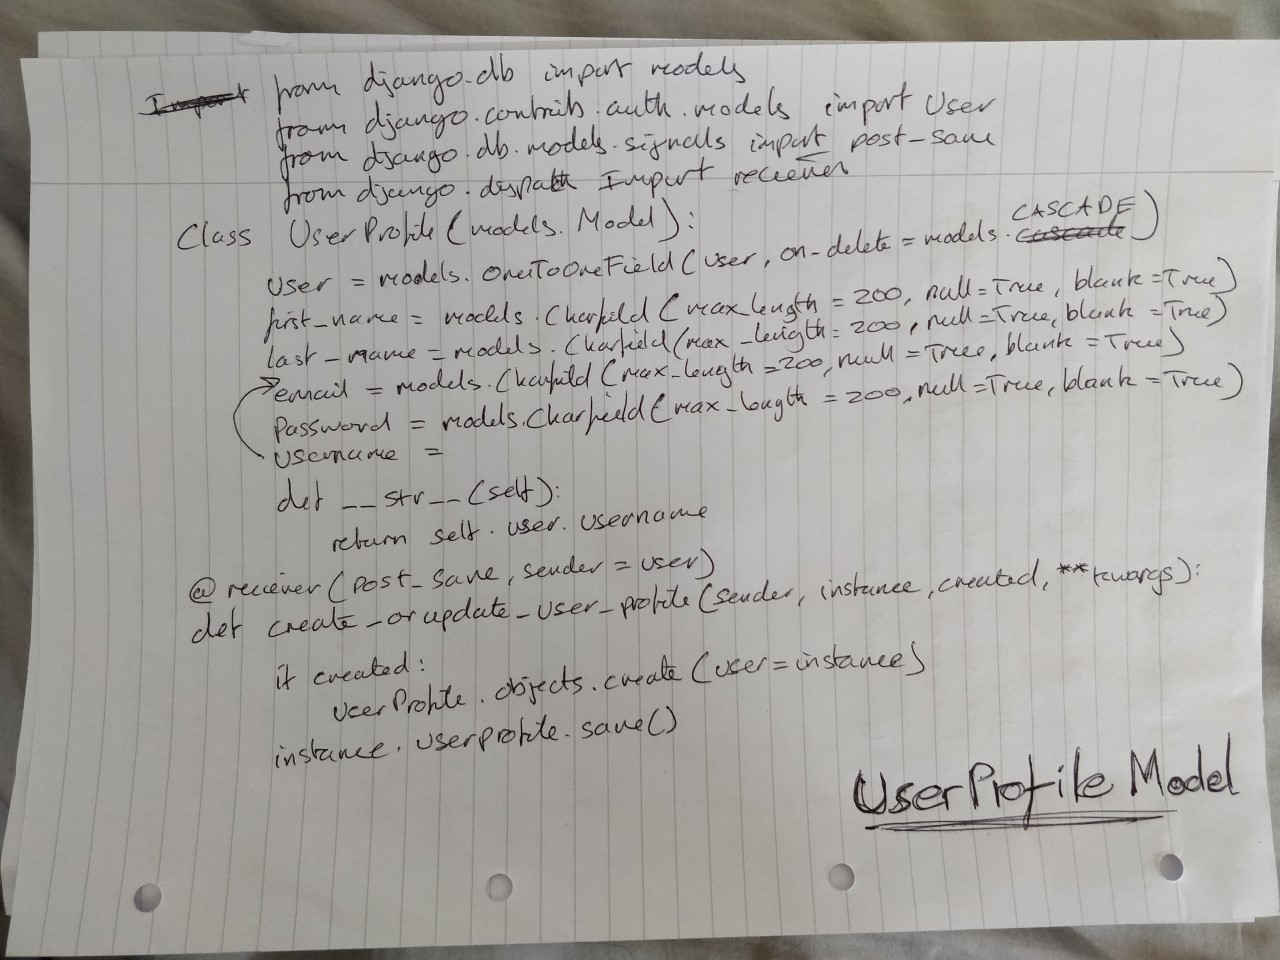 from django.db import models
from django.contrib.auth.models import User
from django.db.models.signals import post_save
from django.dispatch Import receiver
Class UserProfile(models.Model):
user = models.OneToOneField(user, on_delete = models.CASCADE)
first_name = models.Charfield(max_length = 200, null=True, blank=True)
last_name = models.Charfield(max_length = 200, null=True, blank=True)
email = models.Charfield(max_length = 200, null = True, blank = True)
password = models.Charfield(max_length = 200, null=True, blank=True)
username =
def __str__(self):
return self.user.username
@receiver(post_save, sender = user)
def create_or update_user_profile(sender, instance, created, **kwargs):
if created:
userProfile.objects.create(user=instance)
instance.userprofile.save()
UserProfile Model